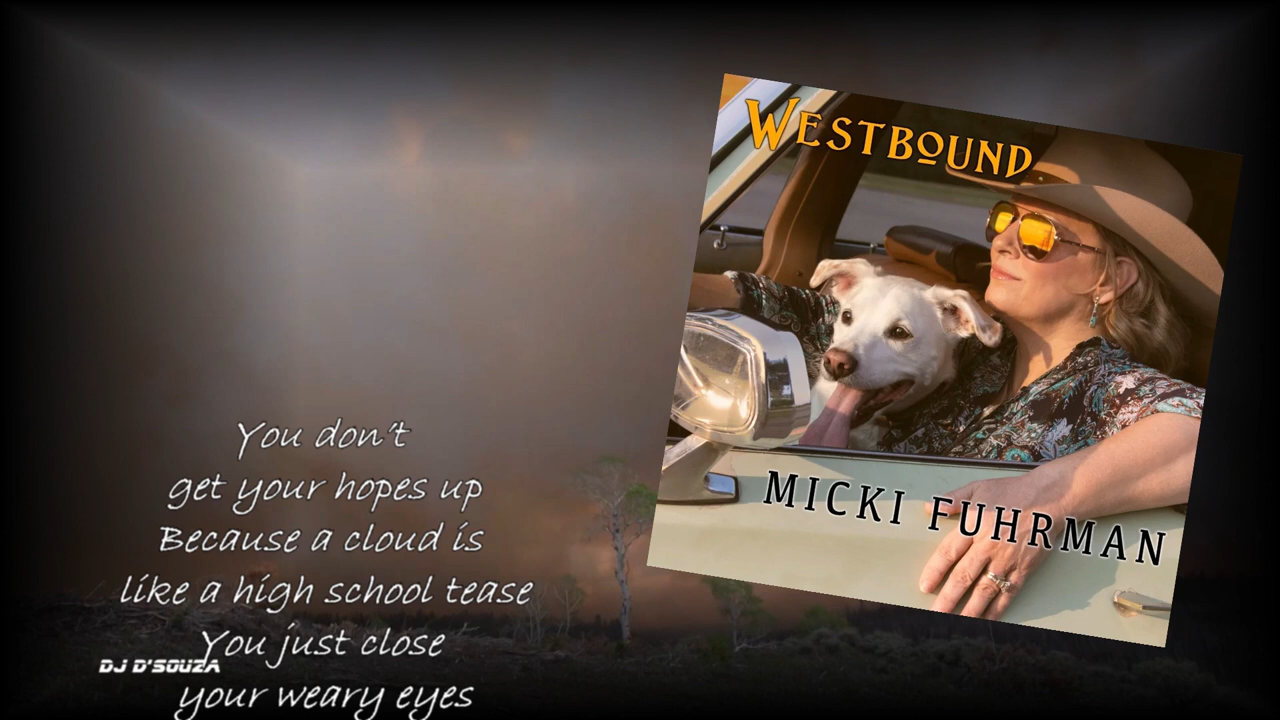 WESTBOUND
MICKI FUHRMAN
You don't
get your hopes up
Because a cloud is
like a high school tease
You just close
DJ D'SOUZA
your weary eyes